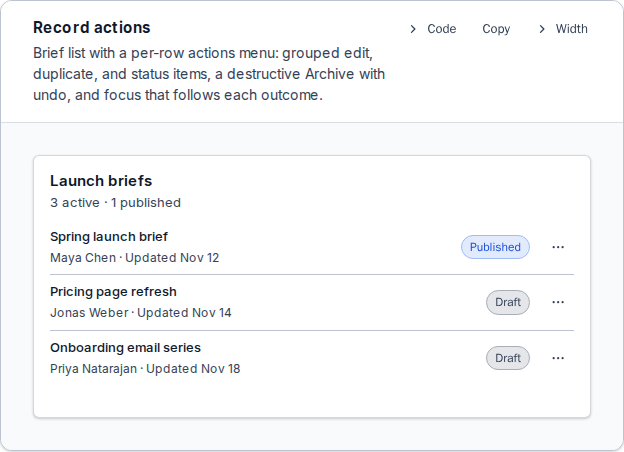 Record actions
Code
Copy
Width
Brief list with a per-row actions menu: grouped edit,
duplicate, and status items, a destructive Archive with
undo, and focus that follows each outcome.
Launch briefs
3 active · 1 published
Spring launch brief
Maya Chen · Updated Nov 12
Published
Pricing page refresh
Jonas Weber · Updated Nov 14
Draft
Onboarding email series
Priya Natarajan · Updated Nov 18
Draft